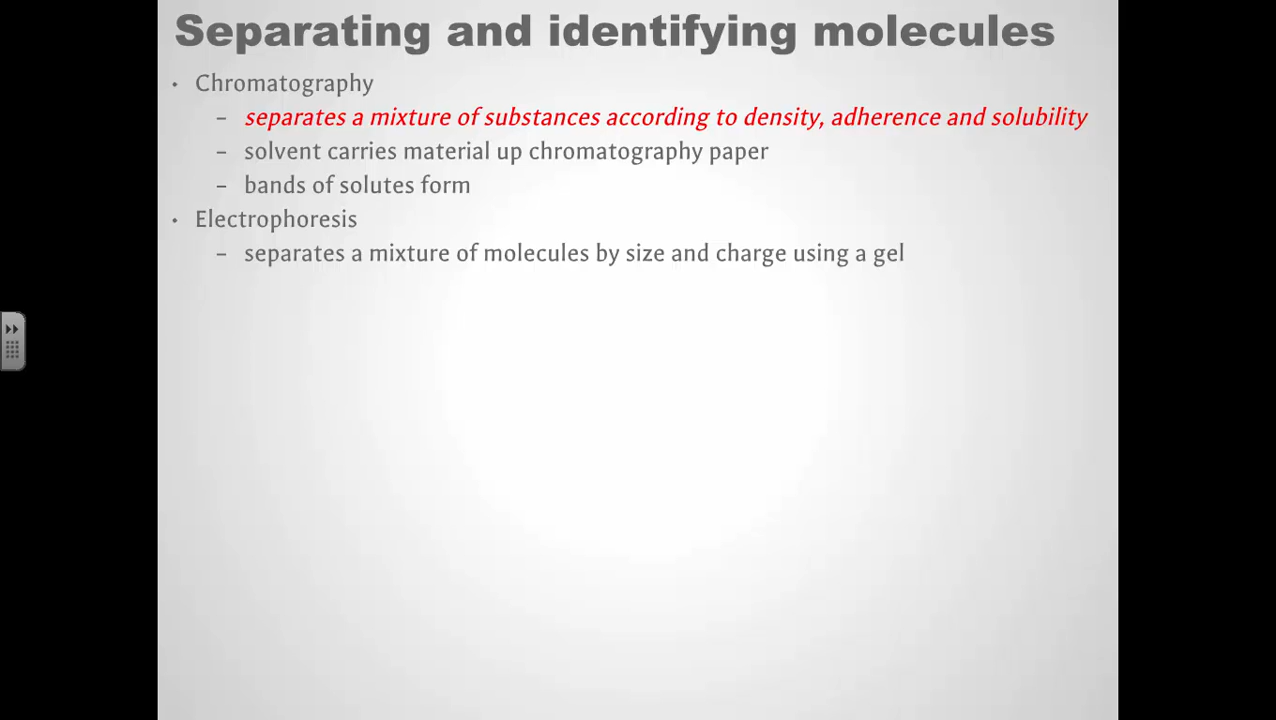 Separating and identifying molecules
• Chromatography
– separates a mixture of substances according to density, adherence and solubility
– solvent carries material up chromatography paper
– bands of solutes form
• Electrophoresis
– separates a mixture of molecules by size and charge using a gel